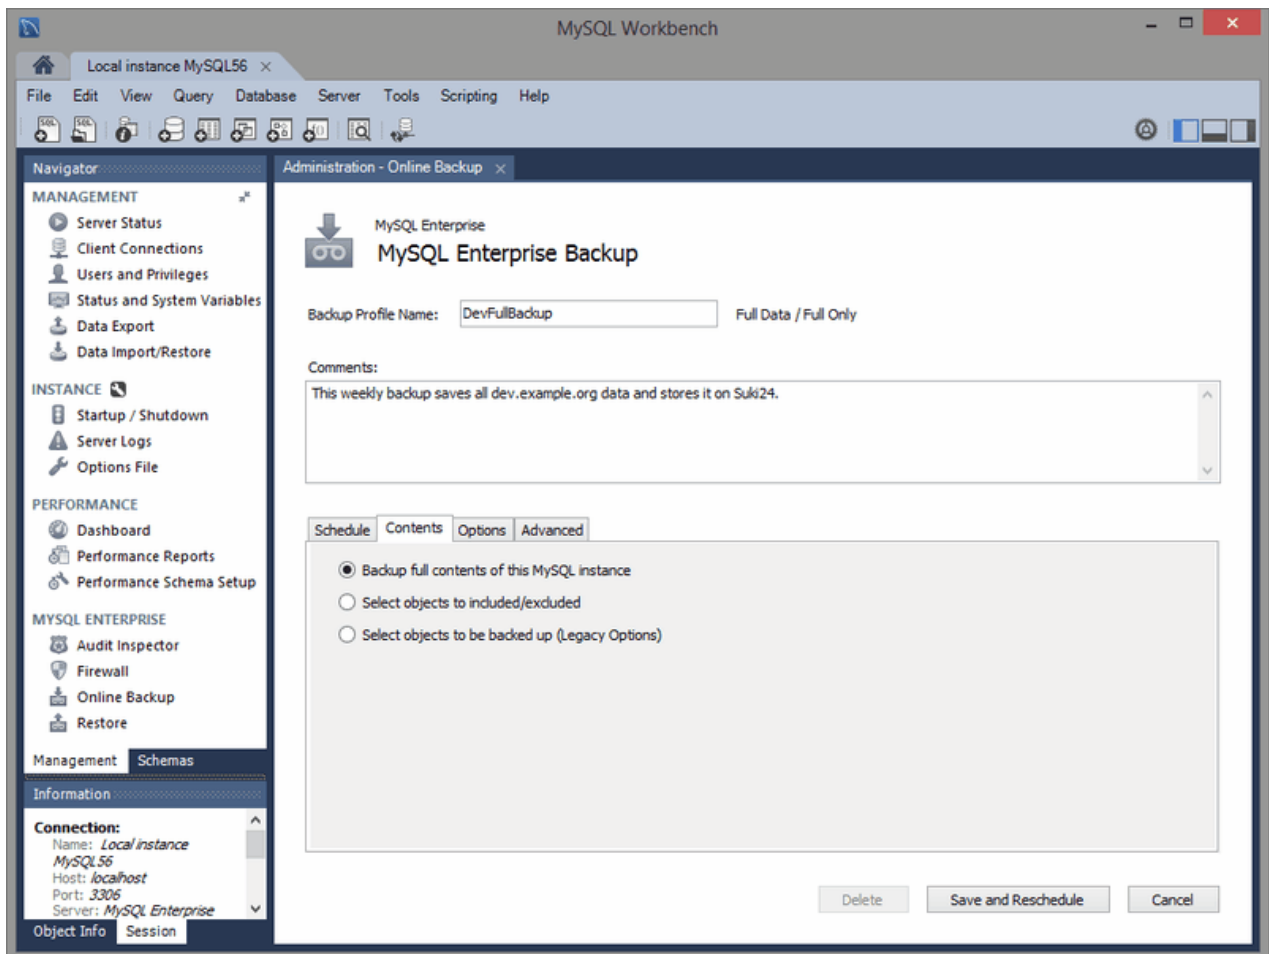 MySQL Workbench
Local instance MySQL56
File Edit View Query Database Server Tools Scripting Help
SQL SQL
Navigator
MANAGEMENT
Server Status
Client Connections
Users and Privileges
Status and System Variables
Data Export
Data Import/Restore
INSTANCE
Startup / Shutdown
Server Logs
Options File
PERFORMANCE
Dashboard
Performance Reports
Performance Schema Setup
MYSQL ENTERPRISE
Audit Inspector
Firewall
Online Backup
Restore
Management Schemas
Information
Connection:
Name: Local instance
MySQL56
Host: localhost
Port: 3306
Server: MySQL Enterprise
Object Info Session
Administration - Online Backup
MySQL Enterprise
MySQL Enterprise Backup
Backup Profile Name: DevFullBackup Full Data / Full Only
Comments:
This weekly backup saves all dev.example.org data and stores it on Suki24.
Schedule Contents Options Advanced
Backup full contents of this MySQL instance
Select objects to included/excluded
Select objects to be backed up (Legacy Options)
Delete Save and Reschedule Cancel